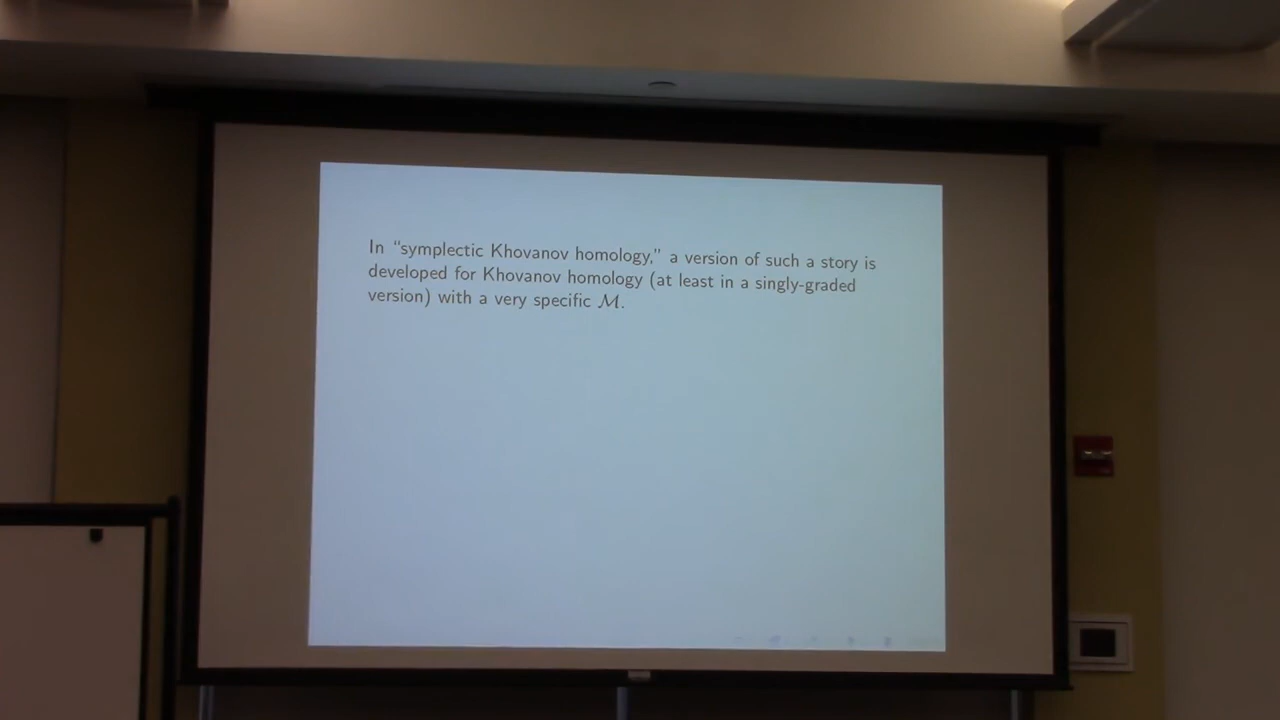 In “symplectic Khovanov homology,” a version of such a story is
developed for Khovanov homology (at least in a singly-graded
version) with a very specific ℳ.